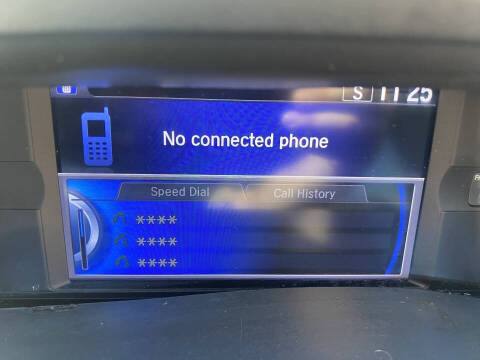 S 11 25
No connected phone
Speed Dial Call History
****
****
****